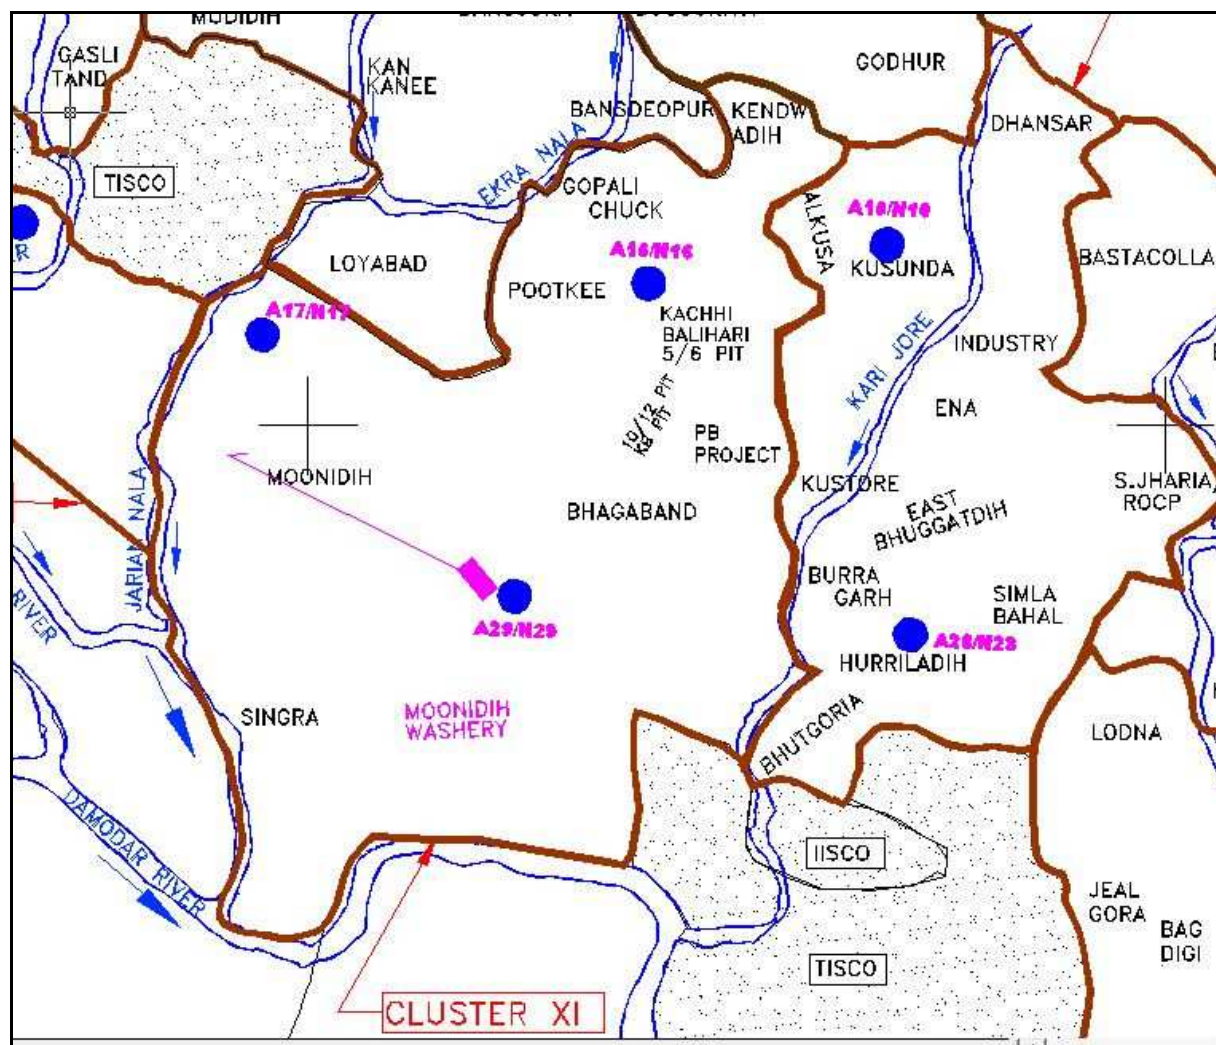 MUDIDIH
GASLI
TAND
KAN
KANEE
GODHUR
BANSDEOPUR
KENDW
ADIH
DHANSAR
TISCO
EKRA NALA
GOPALI
CHUCK
ALKUSA
A18/N18
KUSUNDA
BASTACOLLA
R
LOYABAD
A16/N16
POOTKEE
A17/N17
KACHHI
BALIHARI
5/6 PIT
KARI JORE
INDUSTRY
10/12 PIT
KB PIT
ENA
PB
PROJECT
MOONIDIH
JARIAN NALA
BHAGABAND
KUSTORE
EAST
BHUGGATDIH
S.JHARIA/
ROCP
RIVER
BURRA
GARH
SIMLA
BAHAL
A29/N29
A28/N28
HURRILADIH
SINGRA
MOONIDIH
WASHERY
BHUTGORIA
LODNA
DAMODAR RIVER
IISCO
JEAL
GORA
BAG
DIGI
TISCO
CLUSTER XI